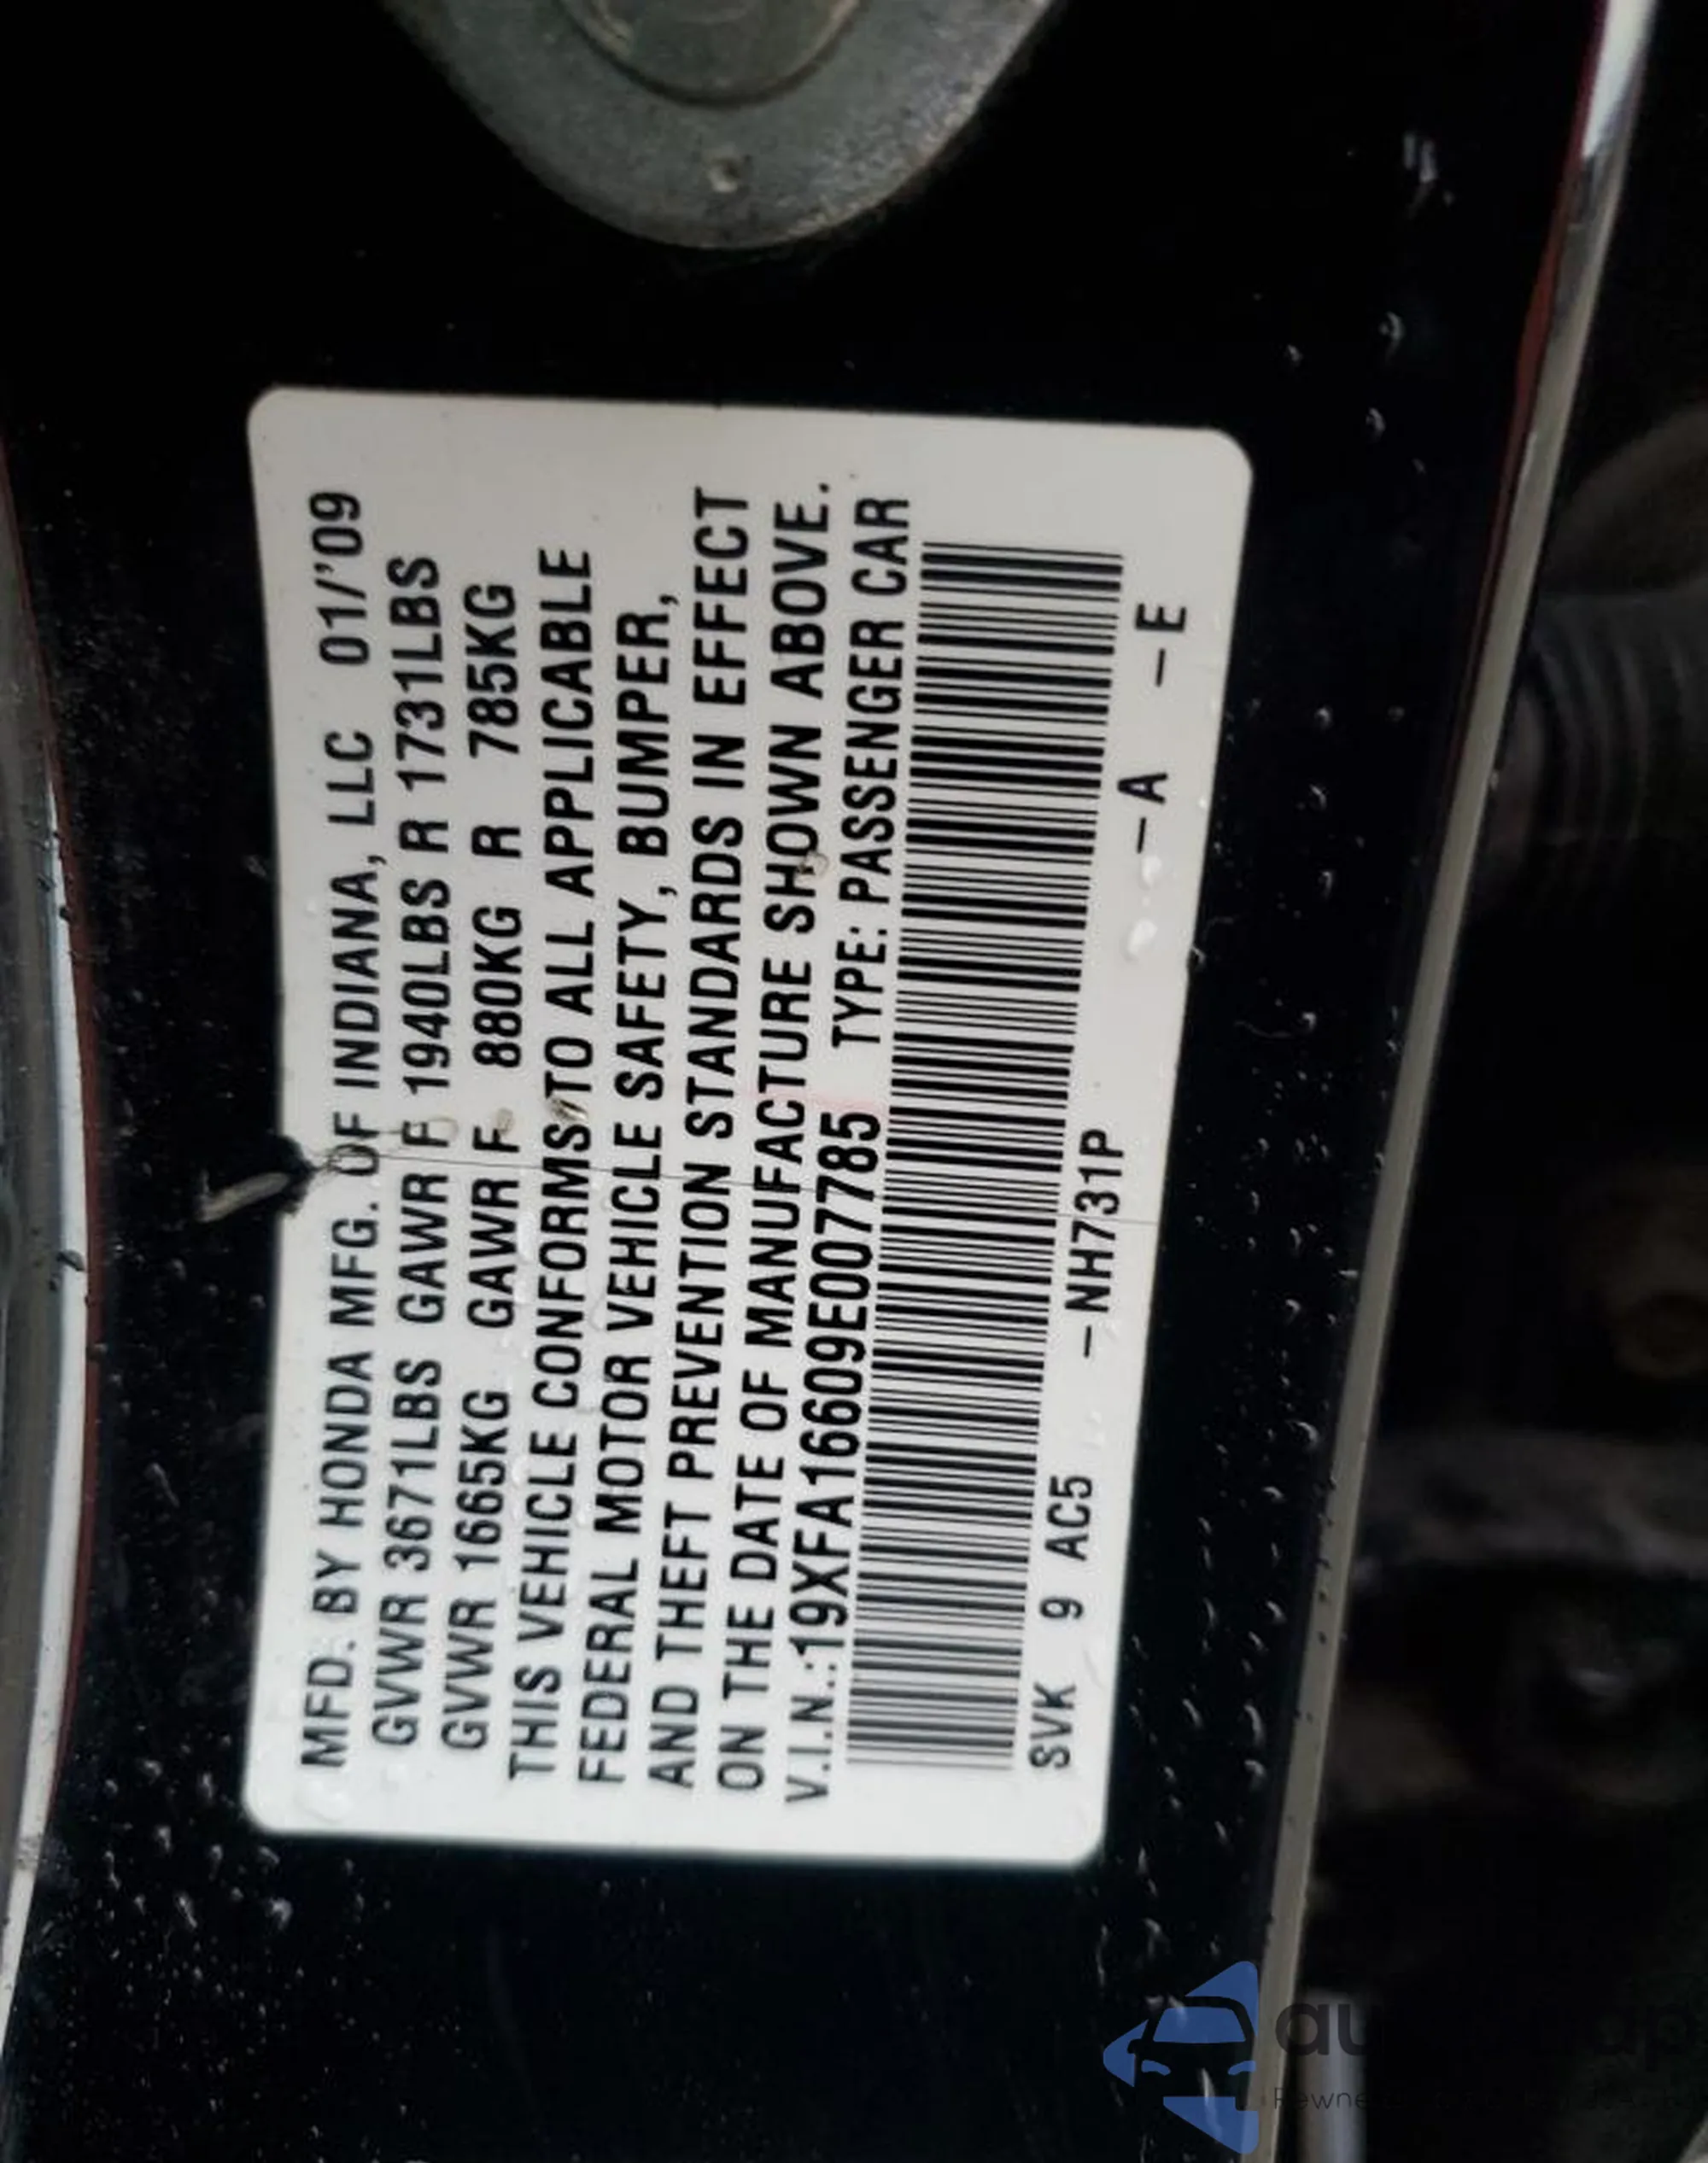 MFD. BY HONDA MFG. OF INDIANA, LLC 01/'09
GVWR 3671LBS GAWR F 1940LBS R 1731LBS
GVWR 1665KG GAWR F 880KG R 785KG
THIS VEHICLE CONFORMS TO ALL APPLICABLE
FEDERAL MOTOR VEHICLE SAFETY, BUMPER,
AND THEFT PREVENTION STANDARDS IN EFFECT
ON THE DATE OF MANUFACTURE SHOWN ABOVE.
V.I.N.:19XFA16609E007785 TYPE: PASSENGER CAR
SVK 9 AC5 -NH731P -A -E